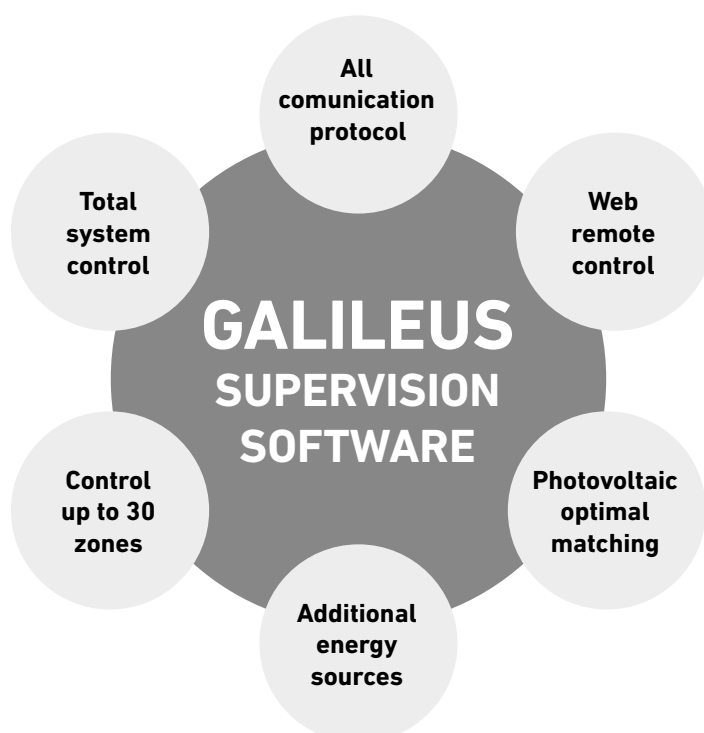 All
comunication
protocol
Total
system
control
Web
remote
control
GALILEUS
SUPERVISION
SOFTWARE
Control
up to 30
zones
Photovoltaic
optimal
matching
Additional
energy
sources